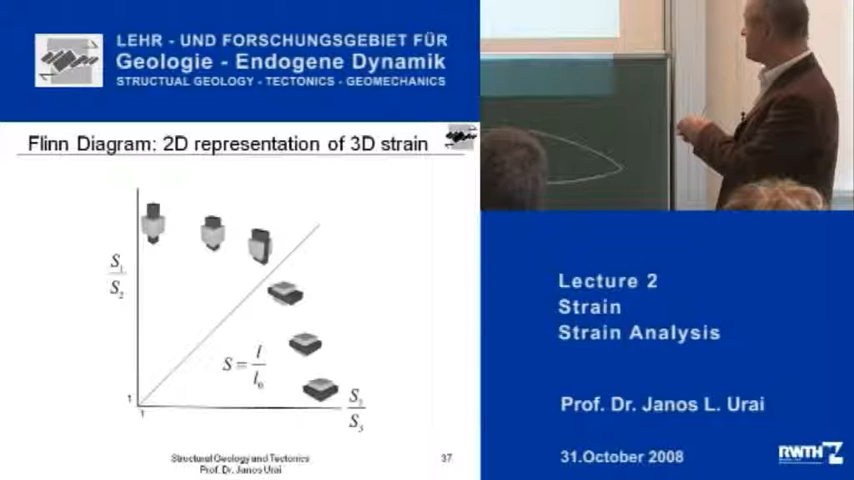 LEHR - UND FORSCHUNGSGEBIET FÜR
Geologie - Endogene Dynamik
STRUCTURAL GEOLOGY - TECTONICS - GEOMECHANICS
Flinn Diagram: 2D representation of 3D strain
S₁
S₂
S = l
l₀
1
1
S₂
S₃
Structural Geology and Tectonics
Prof. Dr. Janos Urai
37
Lecture 2
Strain
Strain Analysis
Prof. Dr. Janos L. Urai
31.October 2008
RWTH